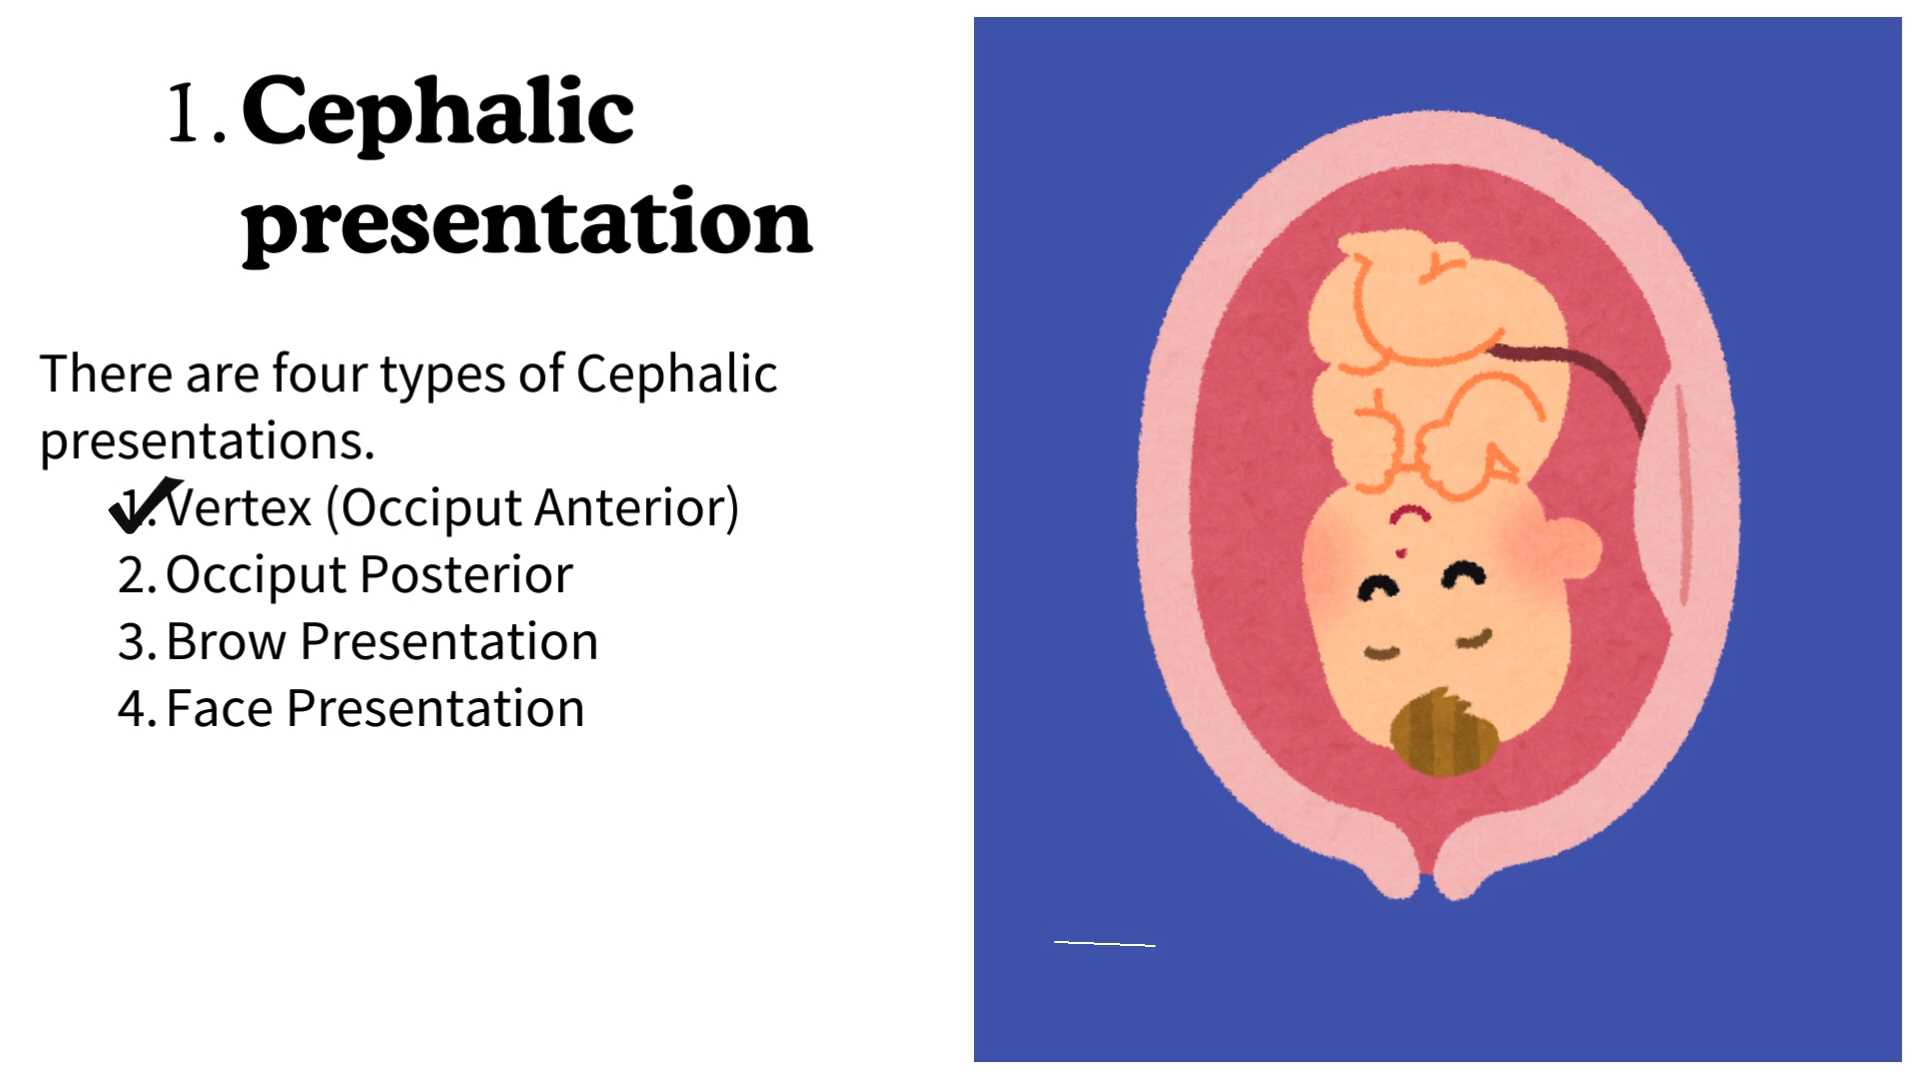 1. Cephalic
presentation
There are four types of Cephalic
presentations.
1. Vertex (Occiput Anterior)
2. Occiput Posterior
3. Brow Presentation
4. Face Presentation